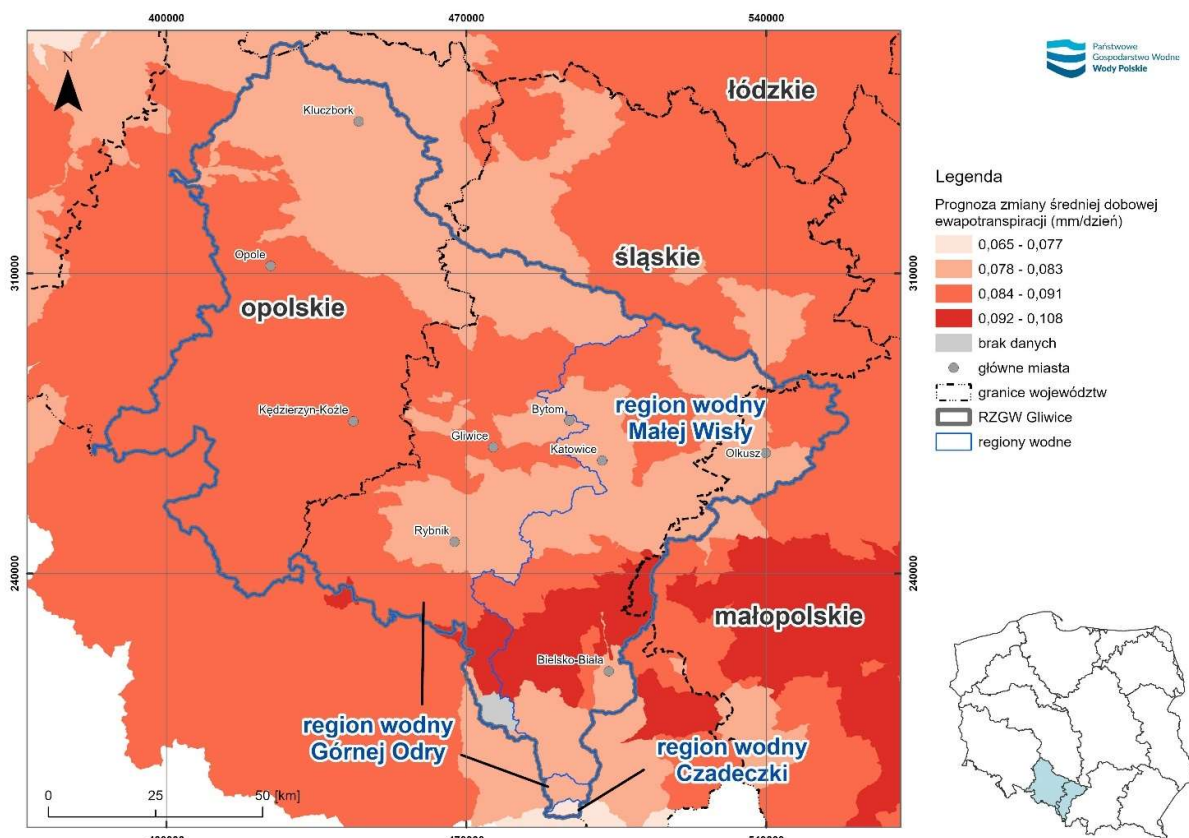 400000
470000
540000
N
Państwowe
Gospodarstwo Wodne
Wody Polskie
łódzkie
Kluczbork
śląskie
Opole
opolskie
310000
310000
Kędzierzyn-Koźle
Gliwice
Bytom
Katowice
region wodny
Małej Wisły
Olkusz
Rybnik
240000
240000
małopolskie
Bielsko-Biała
region wodny
Górnej Odry
region wodny
Czadeczki
0
25
50 [km]
400000
470000
540000
Legenda
Prognoza zmiany średniej dobowej
ewapotranspiracji (mm/dzień)
0,065 - 0,077
0,078 - 0,083
0,084 - 0,091
0,092 - 0,108
brak danych
główne miasta
granice województw
RZGW Gliwice
regiony wodne